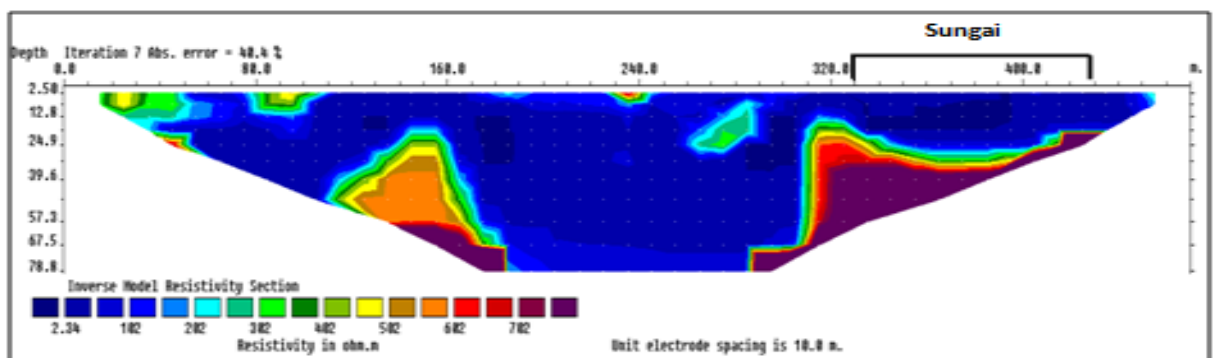 Sungai
Depth Iteration 7 Abs. error = 40.4 %
0.0 80.0 160.0 240.0 320.0 400.0 m.
2.50
12.8
24.9
39.6
57.3
67.5
78.8
Inverse Model Resistivity Section
2.34 102 202 302 402 502 602 702
Resistivity in ohm.m
Unit electrode spacing is 10.0 m.